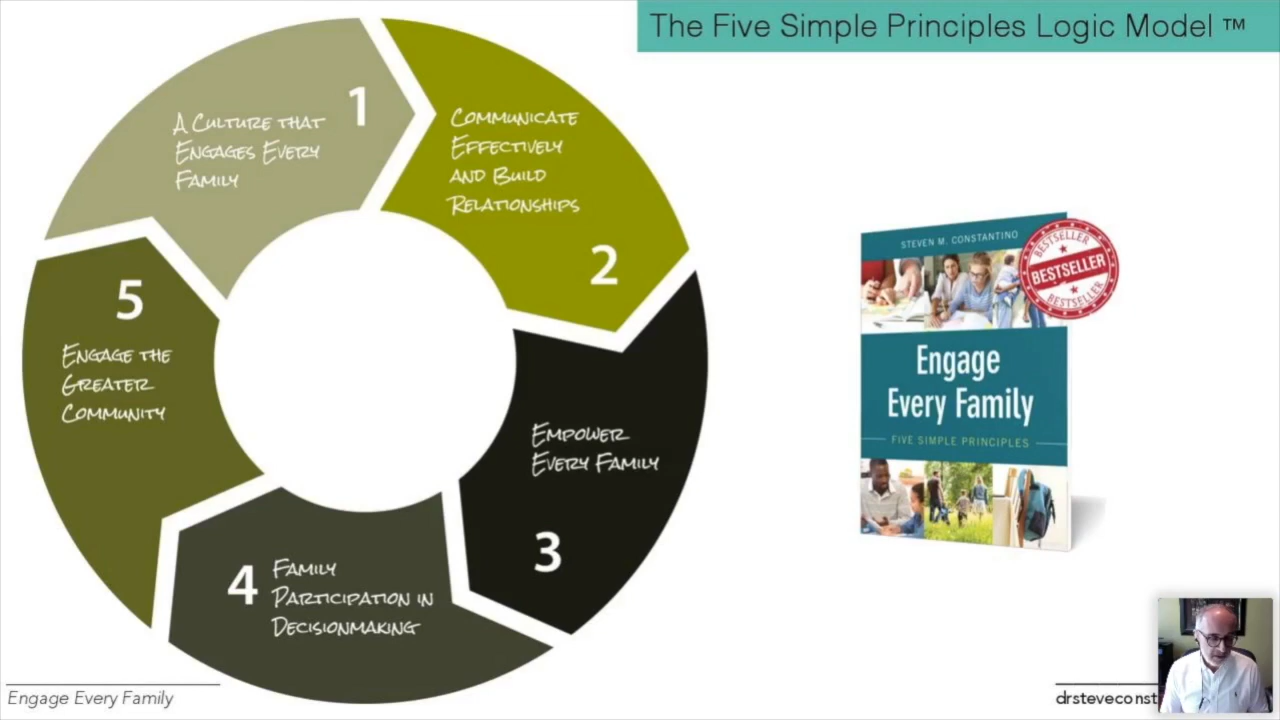 The Five Simple Principles Logic Model ™
1
A Culture that
Engages Every
Family
Communicate
Effectively
and Build
Relationships
2
Empower
Every Family
3
4
Family
Participation in
Decisionmaking
5
Engage the
Greater
Community
STEVEN M. CONSTANTINO
BESTSELLER
BESTSELLER
BESTSELLER
Engage
Every Family
FIVE SIMPLE PRINCIPLES
Engage Every Family
drsteveconst